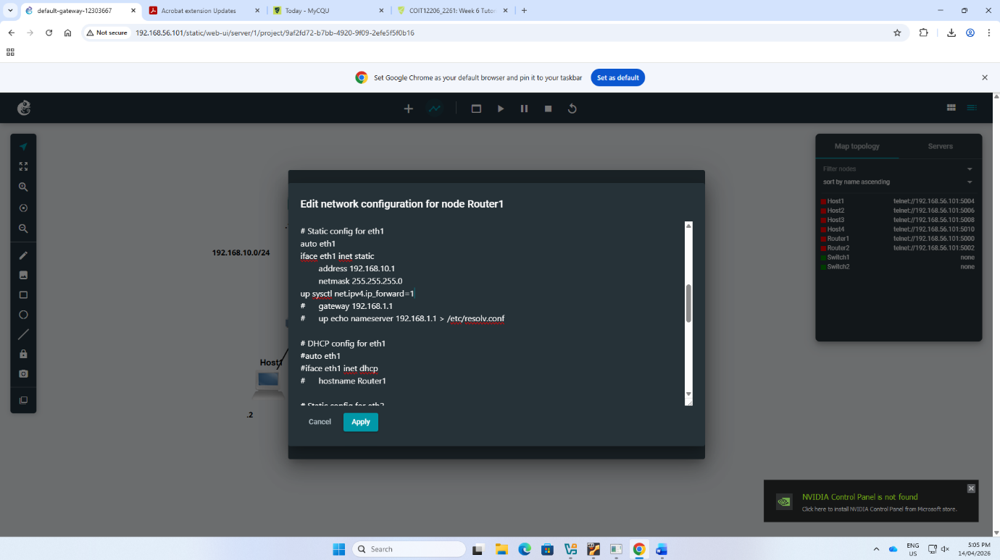 default-gateway-12303667
Acrobat extension Updates
Today - MyCQU
COIT12206_2261: Week 6 Tutor
Not secure
192.168.56.101/static/web-ui/server/1/project/9af2fd72-b7bb-4920-9f09-2efe5f5f0b16
Set Google Chrome as your default browser and pin it to your taskbar
Set as default
Map topology
Servers
Filter nodes
sort by name ascending
Host1 telnet://192.168.56.101:5004
Host2 telnet://192.168.56.101:5006
Host3 telnet://192.168.56.101:5008
Host4 telnet://192.168.56.101:5010
Router1 telnet://192.168.56.101:5000
Router2 telnet://192.168.56.101:5002
Switch1 none
Switch2 none
192.168.10.0/24
Host1
.2
Edit network configuration for node Router1
# Static config for eth1
auto eth1
iface eth1 inet static
address 192.168.10.1
netmask 255.255.255.0
up sysctl net.ipv4.ip_forward=1
# gateway 192.168.1.1
# up echo nameserver 192.168.1.1 > /etc/resolv.conf
# DHCP config for eth1
#auto eth1
#iface eth1 inet dhcp
# hostname Router1
# Static config for eth2
Cancel
Apply
NVIDIA Control Panel is not found
Click here to install NVIDIA Control Panel from Microsoft store.
Search
ENG
US
5:05 PM
14/04/2026